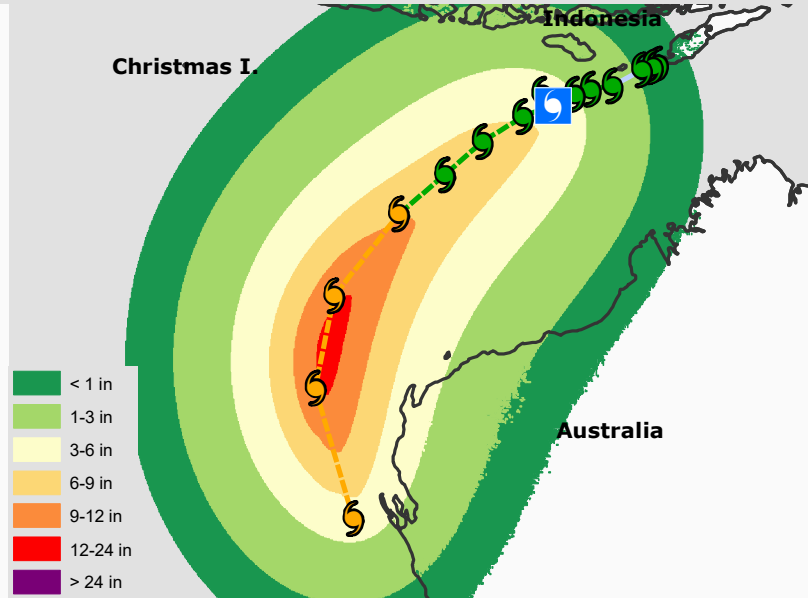 Indonesia
Christmas I.
Australia
< 1 in
1-3 in
3-6 in
6-9 in
9-12 in
12-24 in
> 24 in